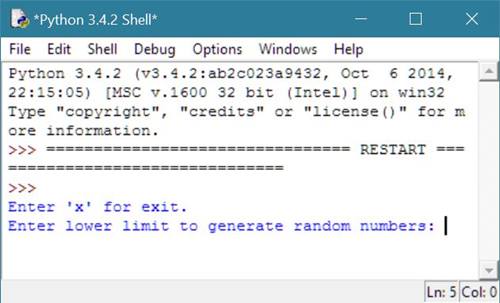 *Python 3.4.2 Shell*
File Edit Shell Debug Options Windows Help
Python 3.4.2 (v3.4.2:ab2c023a9432, Oct  6 2014,
22:15:05) [MSC v.1600 32 bit (Intel)] on win32
Type "copyright", "credits" or "license()" for m
ore information.
>>> ================================ RESTART ===
=============================
>>>
Enter 'x' for exit.
Enter lower limit to generate random numbers:
Ln: 5 Col: 0